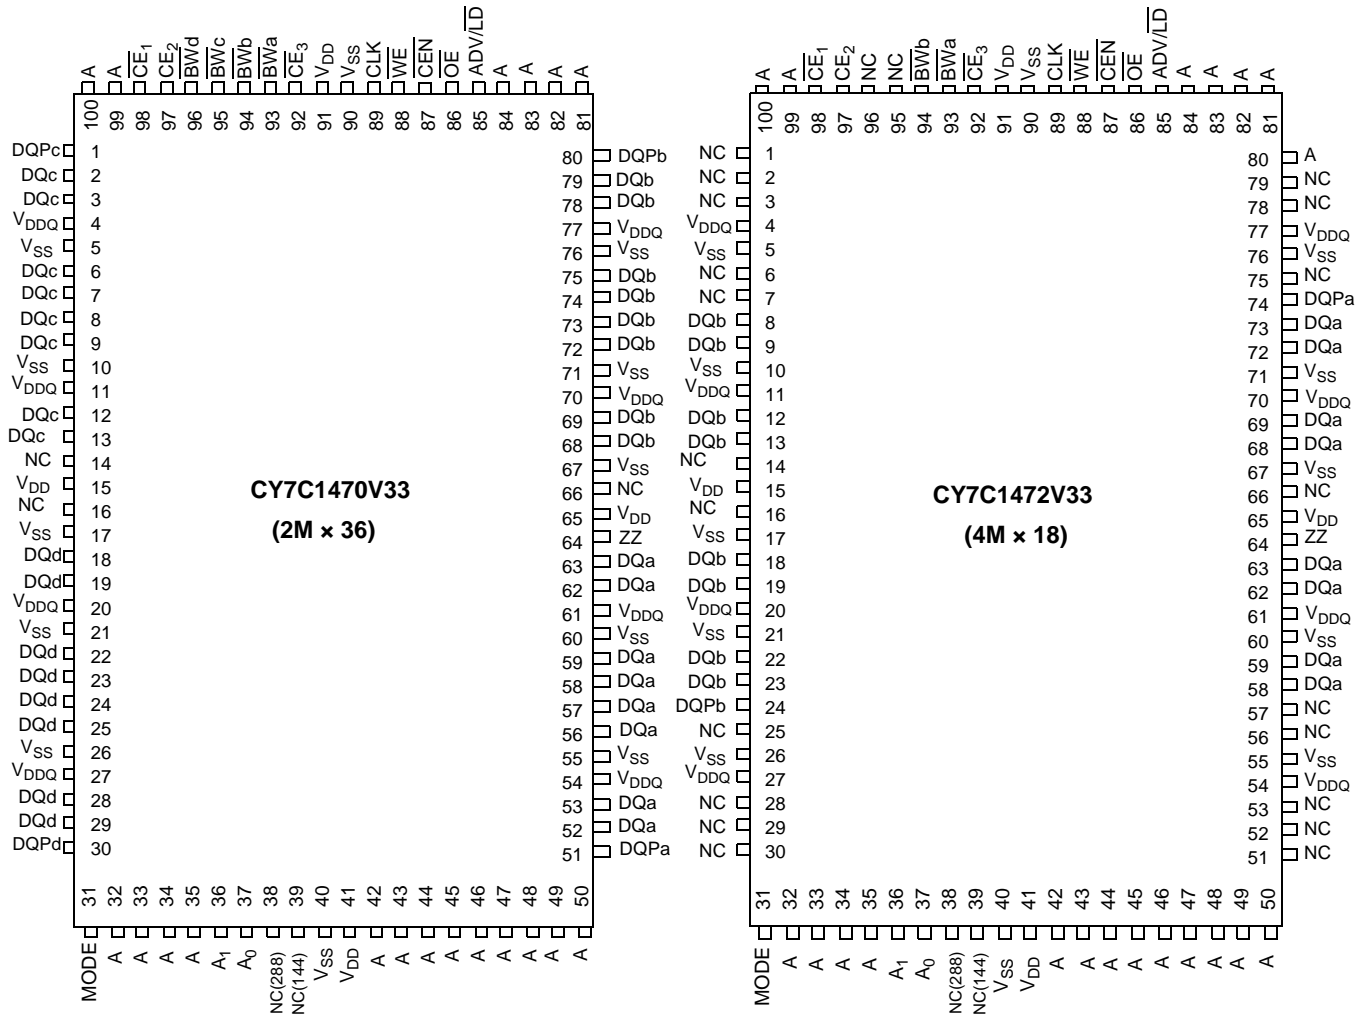 A A CE1 CE2 BWd BWc BWb BWa CE3 VDD VSS CLK WE CEN OE ADV/LD A A A A
100 99 98 97 96 95 94 93 92 91 90 89 88 87 86 85 84 83 82 81
DQPc 1
DQc 2
DQc 3
VDDQ 4
VSS 5
DQc 6
DQc 7
DQc 8
DQc 9
VSS 10
VDDQ 11
DQc 12
DQc 13
NC 14
VDD 15
NC 16
VSS 17
DQd 18
DQd 19
VDDQ 20
VSS 21
DQd 22
DQd 23
DQd 24
DQd 25
VSS 26
VDDQ 27
DQd 28
DQd 29
DQPd 30
CY7C1470V33
(2M × 36)
80 DQPb
79 DQb
78 DQb
77 VDDQ
76 VSS
75 DQb
74 DQb
73 DQb
72 DQb
71 VSS
70 VDDQ
69 DQb
68 DQb
67 VSS
66 NC
65 VDD
64 ZZ
63 DQa
62 DQa
61 VDDQ
60 VSS
59 DQa
58 DQa
57 DQa
56 DQa
55 VSS
54 VDDQ
53 DQa
52 DQa
51 DQPa
31 32 33 34 35 36 37 38 39 40 41 42 43 44 45 46 47 48 49 50
MODE A A A A A1 A0 NC(288) NC(144) VSS VDD A A A A A A A A A
A A CE1 CE2 NC NC BWb BWa CE3 VDD VSS CLK WE CEN OE ADV/LD A A A A
100 99 98 97 96 95 94 93 92 91 90 89 88 87 86 85 84 83 82 81
NC 1
NC 2
NC 3
VDDQ 4
VSS 5
NC 6
NC 7
DQb 8
DQb 9
VSS 10
VDDQ 11
DQb 12
DQb 13
NC 14
VDD 15
NC 16
VSS 17
DQb 18
DQb 19
VDDQ 20
VSS 21
DQb 22
DQb 23
DQPb 24
NC 25
VSS 26
VDDQ 27
NC 28
NC 29
NC 30
CY7C1472V33
(4M × 18)
80 A
79 NC
78 NC
77 VDDQ
76 VSS
75 NC
74 DQPa
73 DQa
72 DQa
71 VSS
70 VDDQ
69 DQa
68 DQa
67 VSS
66 NC
65 VDD
64 ZZ
63 DQa
62 DQa
61 VDDQ
60 VSS
59 DQa
58 DQa
57 NC
56 NC
55 VSS
54 VDDQ
53 NC
52 NC
51 NC
31 32 33 34 35 36 37 38 39 40 41 42 43 44 45 46 47 48 49 50
MODE A A A A A1 A0 NC(288) NC(144) VSS VDD A A A A A A A A A